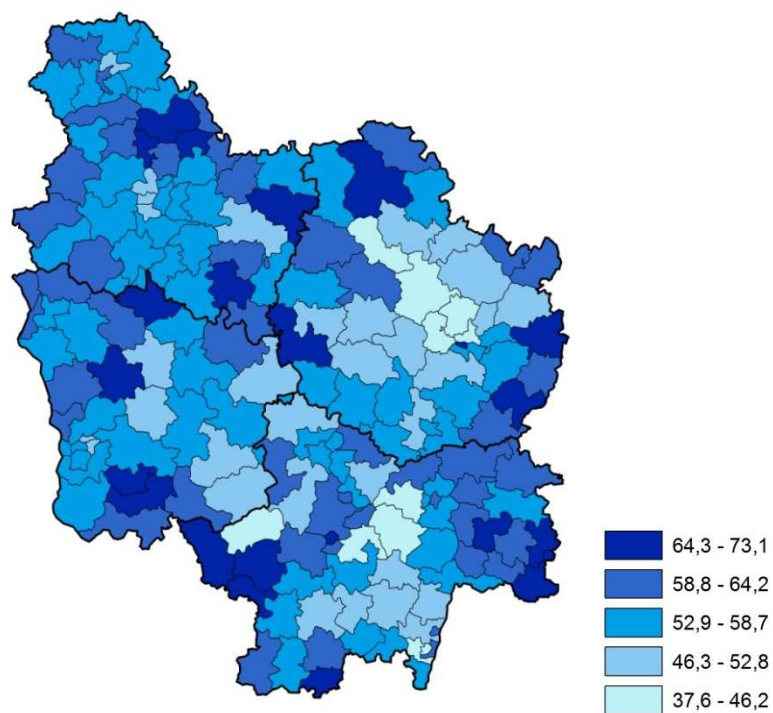 64,3 - 73,1
58,8 - 64,2
52,9 - 58,7
46,3 - 52,8
37,6 - 46,2